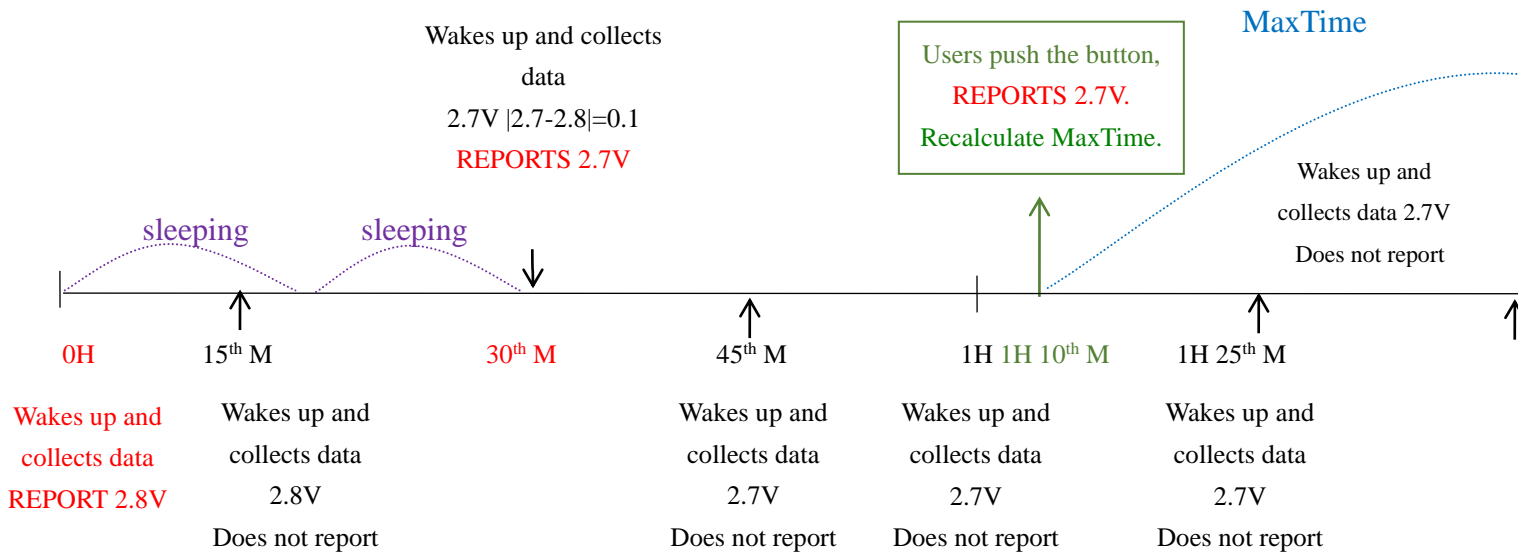 MaxTime
Wakes up and collects
data
2.7V |2.7-2.8|=0.1
REPORTS 2.7V
Users push the button,
REPORTS 2.7V.
Recalculate MaxTime.
Wakes up and
collects data 2.7V
Does not report
sleeping
sleeping
0H
15th M
30th M
45th M
1H
1H 10th M
1H 25th M
Wakes up and
collects data
REPORT 2.8V
Wakes up and
collects data
2.8V
Does not report
Wakes up and
collects data
2.7V
Does not report
Wakes up and
collects data
2.7V
Does not report
Wakes up and
collects data
2.7V
Does not report